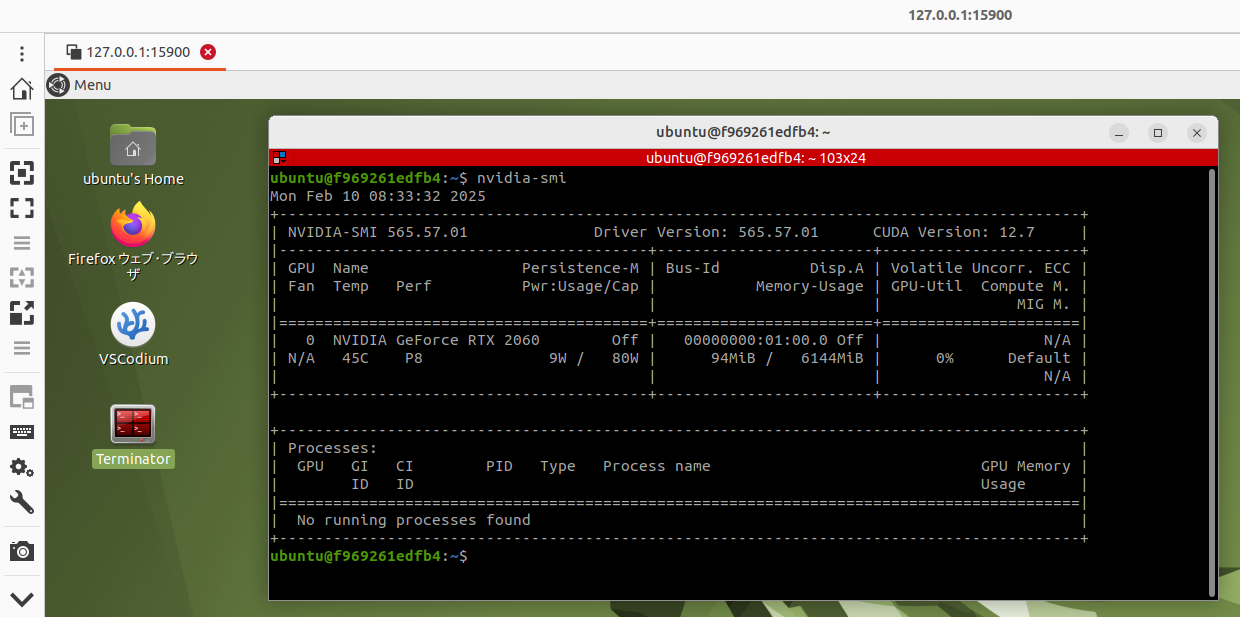 127.0.0.1:15900
127.0.0.1:15900
Menu
ubuntu's Home
Firefox ウェブ・ブラウ
ザ
VSCodium
Terminator
ubuntu@f969261edfb4: ~
ubuntu@f969261edfb4: ~ 103x24
ubuntu@f969261edfb4:~$ nvidia-smi
Mon Feb 10 08:33:32 2025
+-----------------------------------------------------------------------------------------+
| NVIDIA-SMI 565.57.01              Driver Version: 565.57.01      CUDA Version: 12.7     |
|-----------------------------------------+------------------------+----------------------+
| GPU  Name                 Persistence-M | Bus-Id          Disp.A | Volatile Uncorr. ECC |
| Fan  Temp   Perf          Pwr:Usage/Cap |           Memory-Usage | GPU-Util  Compute M. |
|                                         |                        |               MIG M. |
|=========================================+========================+======================|
|   0  NVIDIA GeForce RTX 2060        Off |   00000000:01:00.0 Off |                  N/A |
| N/A   45C    P8              9W /   80W |      94MiB /   6144MiB |      0%      Default |
|                                         |                        |                  N/A |
+-----------------------------------------+------------------------+----------------------+
+-----------------------------------------------------------------------------------------+
| Processes:                                                                              |
|  GPU   GI   CI        PID   Type   Process name                              GPU Memory |
|        ID   ID                                                               Usage      |
|=========================================================================================|
|  No running processes found                                                             |
+-----------------------------------------------------------------------------------------+
ubuntu@f969261edfb4:~$